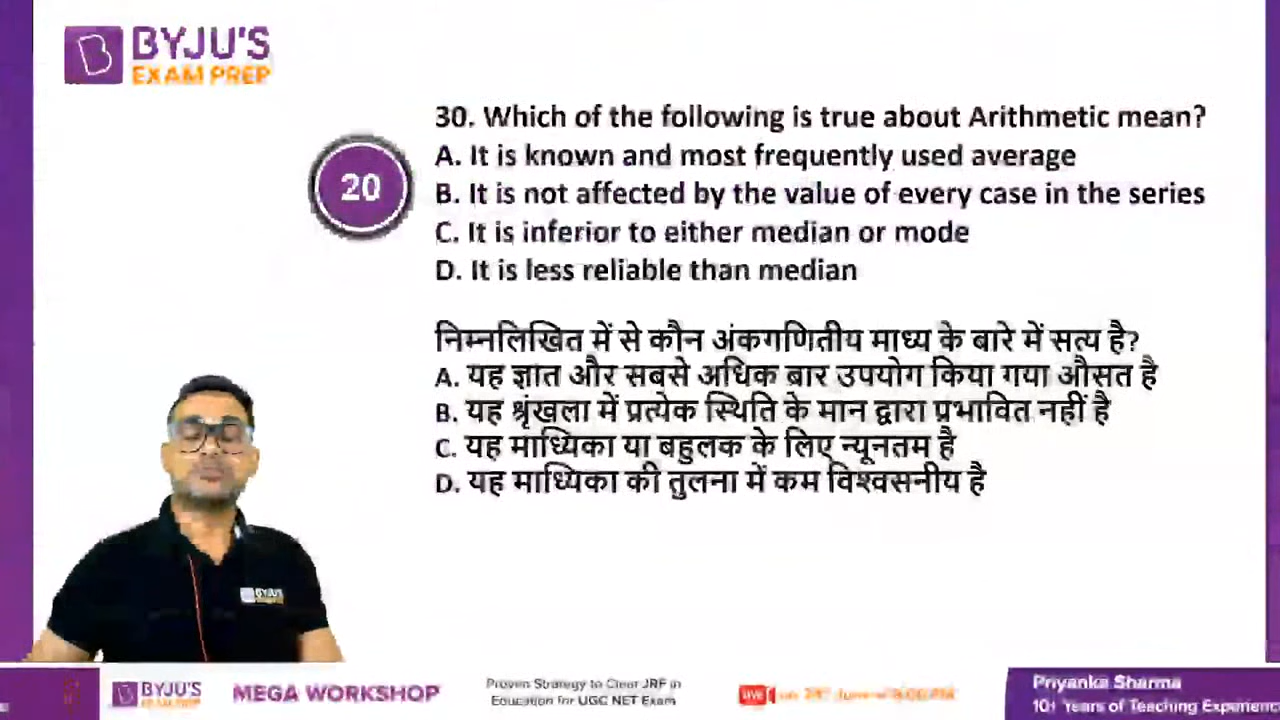 BYJU'S
EXAM PREP
20
30. Which of the following is true about Arithmetic mean?
A. It is known and most frequently used average
B. It is not affected by the value of every case in the series
C. It is inferior to either median or mode
D. It is less reliable than median
निम्नलिखित में से कौन अंकगणितीय माध्य के बारे में सत्य है?
A. यह ज्ञात और सबसे अधिक बार उपयोग किया गया औसत है
B. यह श्रृंखला में प्रत्येक स्थिति के मान द्वारा प्रभावित नहीं है
C. यह माध्यिका या बहुलक के लिए न्यूनतम है
D. यह माध्यिका की तुलना में कम विश्वसनीय है
BYJU'S
BYJU'S
EXAM PREP
MEGA WORKSHOP
Proven Strategy to Clear JRF in
Education for UGC NET Exam
LIVE
Priyanka Sharma
10+ Years of Teaching Experienc